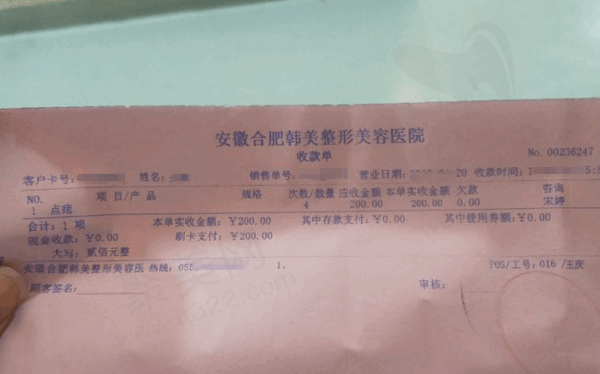 安徽合肥韩美整形美容医院
收款单
No. 00236247
客户卡号: 姓名: 销售单号: 营业日期: 20 收款时间:
NO. 项目/产品 规格 次数/数量 应收金额 本单实收金额 欠款 咨询
1 点痣 4 200.00 200.00 0.00 宋婷
合计: 1 项 本单实收金额: ￥200.00 其中存款支付: ￥0.00 其中使用券额: ￥0.00
现金收款: ￥0.00 刷卡支付: ￥200.00
大写: 贰佰元整
安徽合肥韩美整形美容医 热线: 055 1. POS/工号: 016 /王庆
顾客签名: 审核: